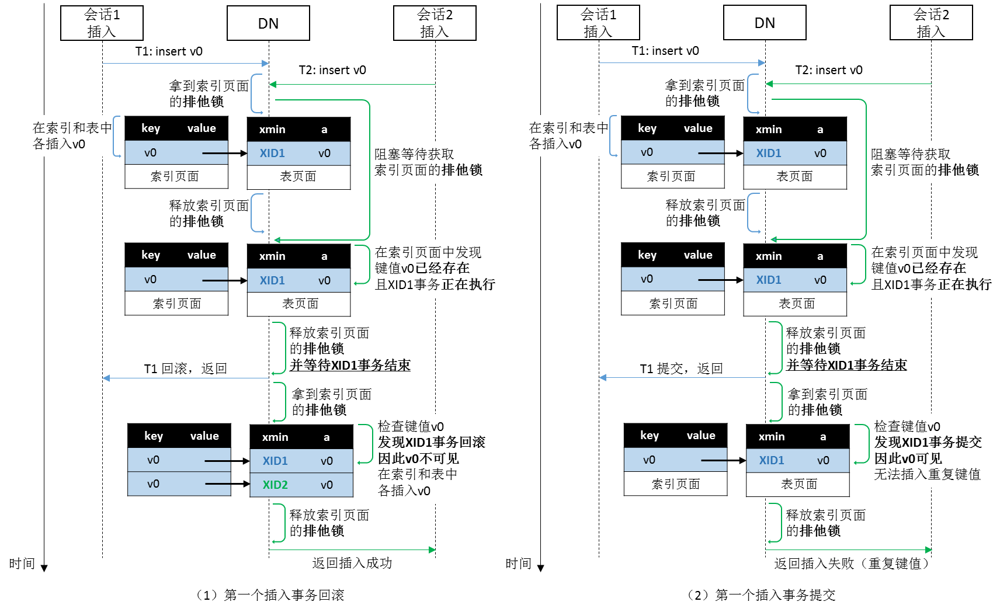 会话1
插入
DN
会话2
插入
T1: insert v0
T2: insert v0
拿到索引页面
的排他锁
在索引和表中
各插入v0
key value
v0
索引页面
xmin a
XID1 v0
表页面
阻塞等待获取
索引页面的排他锁
释放索引页面
的排他锁
key value
v0
索引页面
xmin a
XID1 v0
表页面
在索引页面中发现
键值v0已经存在
且XID1事务正在执行
释放索引页面
的排他锁
并等待XID1事务结束
T1 回滚，返回
拿到索引页面
的排他锁
key value
v0
v0
xmin a
XID1 v0
XID2 v0
检查键值v0
发现XID1事务回滚
因此v0不可见
在索引和表中
各插入v0
释放索引页面
的排他锁
返回插入成功
时间
（1）第一个插入事务回滚
会话1
插入
DN
会话2
插入
T1: insert v0
T2: insert v0
拿到索引页面
的排他锁
在索引和表中
各插入v0
key value
v0
索引页面
xmin a
XID1 v0
表页面
阻塞等待获取
索引页面的排他锁
释放索引页面
的排他锁
key value
v0
索引页面
xmin a
XID1 v0
表页面
在索引页面中发现
键值v0已经存在
且XID1事务正在执行
释放索引页面
的排他锁
并等待XID1事务结束
T1 提交，返回
拿到索引页面
的排他锁
key value
v0
索引页面
xmin a
XID1 v0
表页面
检查键值v0
发现XID1事务提交
因此v0可见
无法插入重复键值
释放索引页面
的排他锁
返回插入失败（重复键值）
时间
（2）第一个插入事务提交